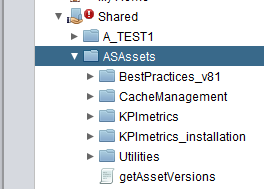 Shared
A_TEST1
ASAssets
BestPractices_v81
CacheManagement
KPImetrics
KPImetrics_installation
Utilities
getAssetVersions